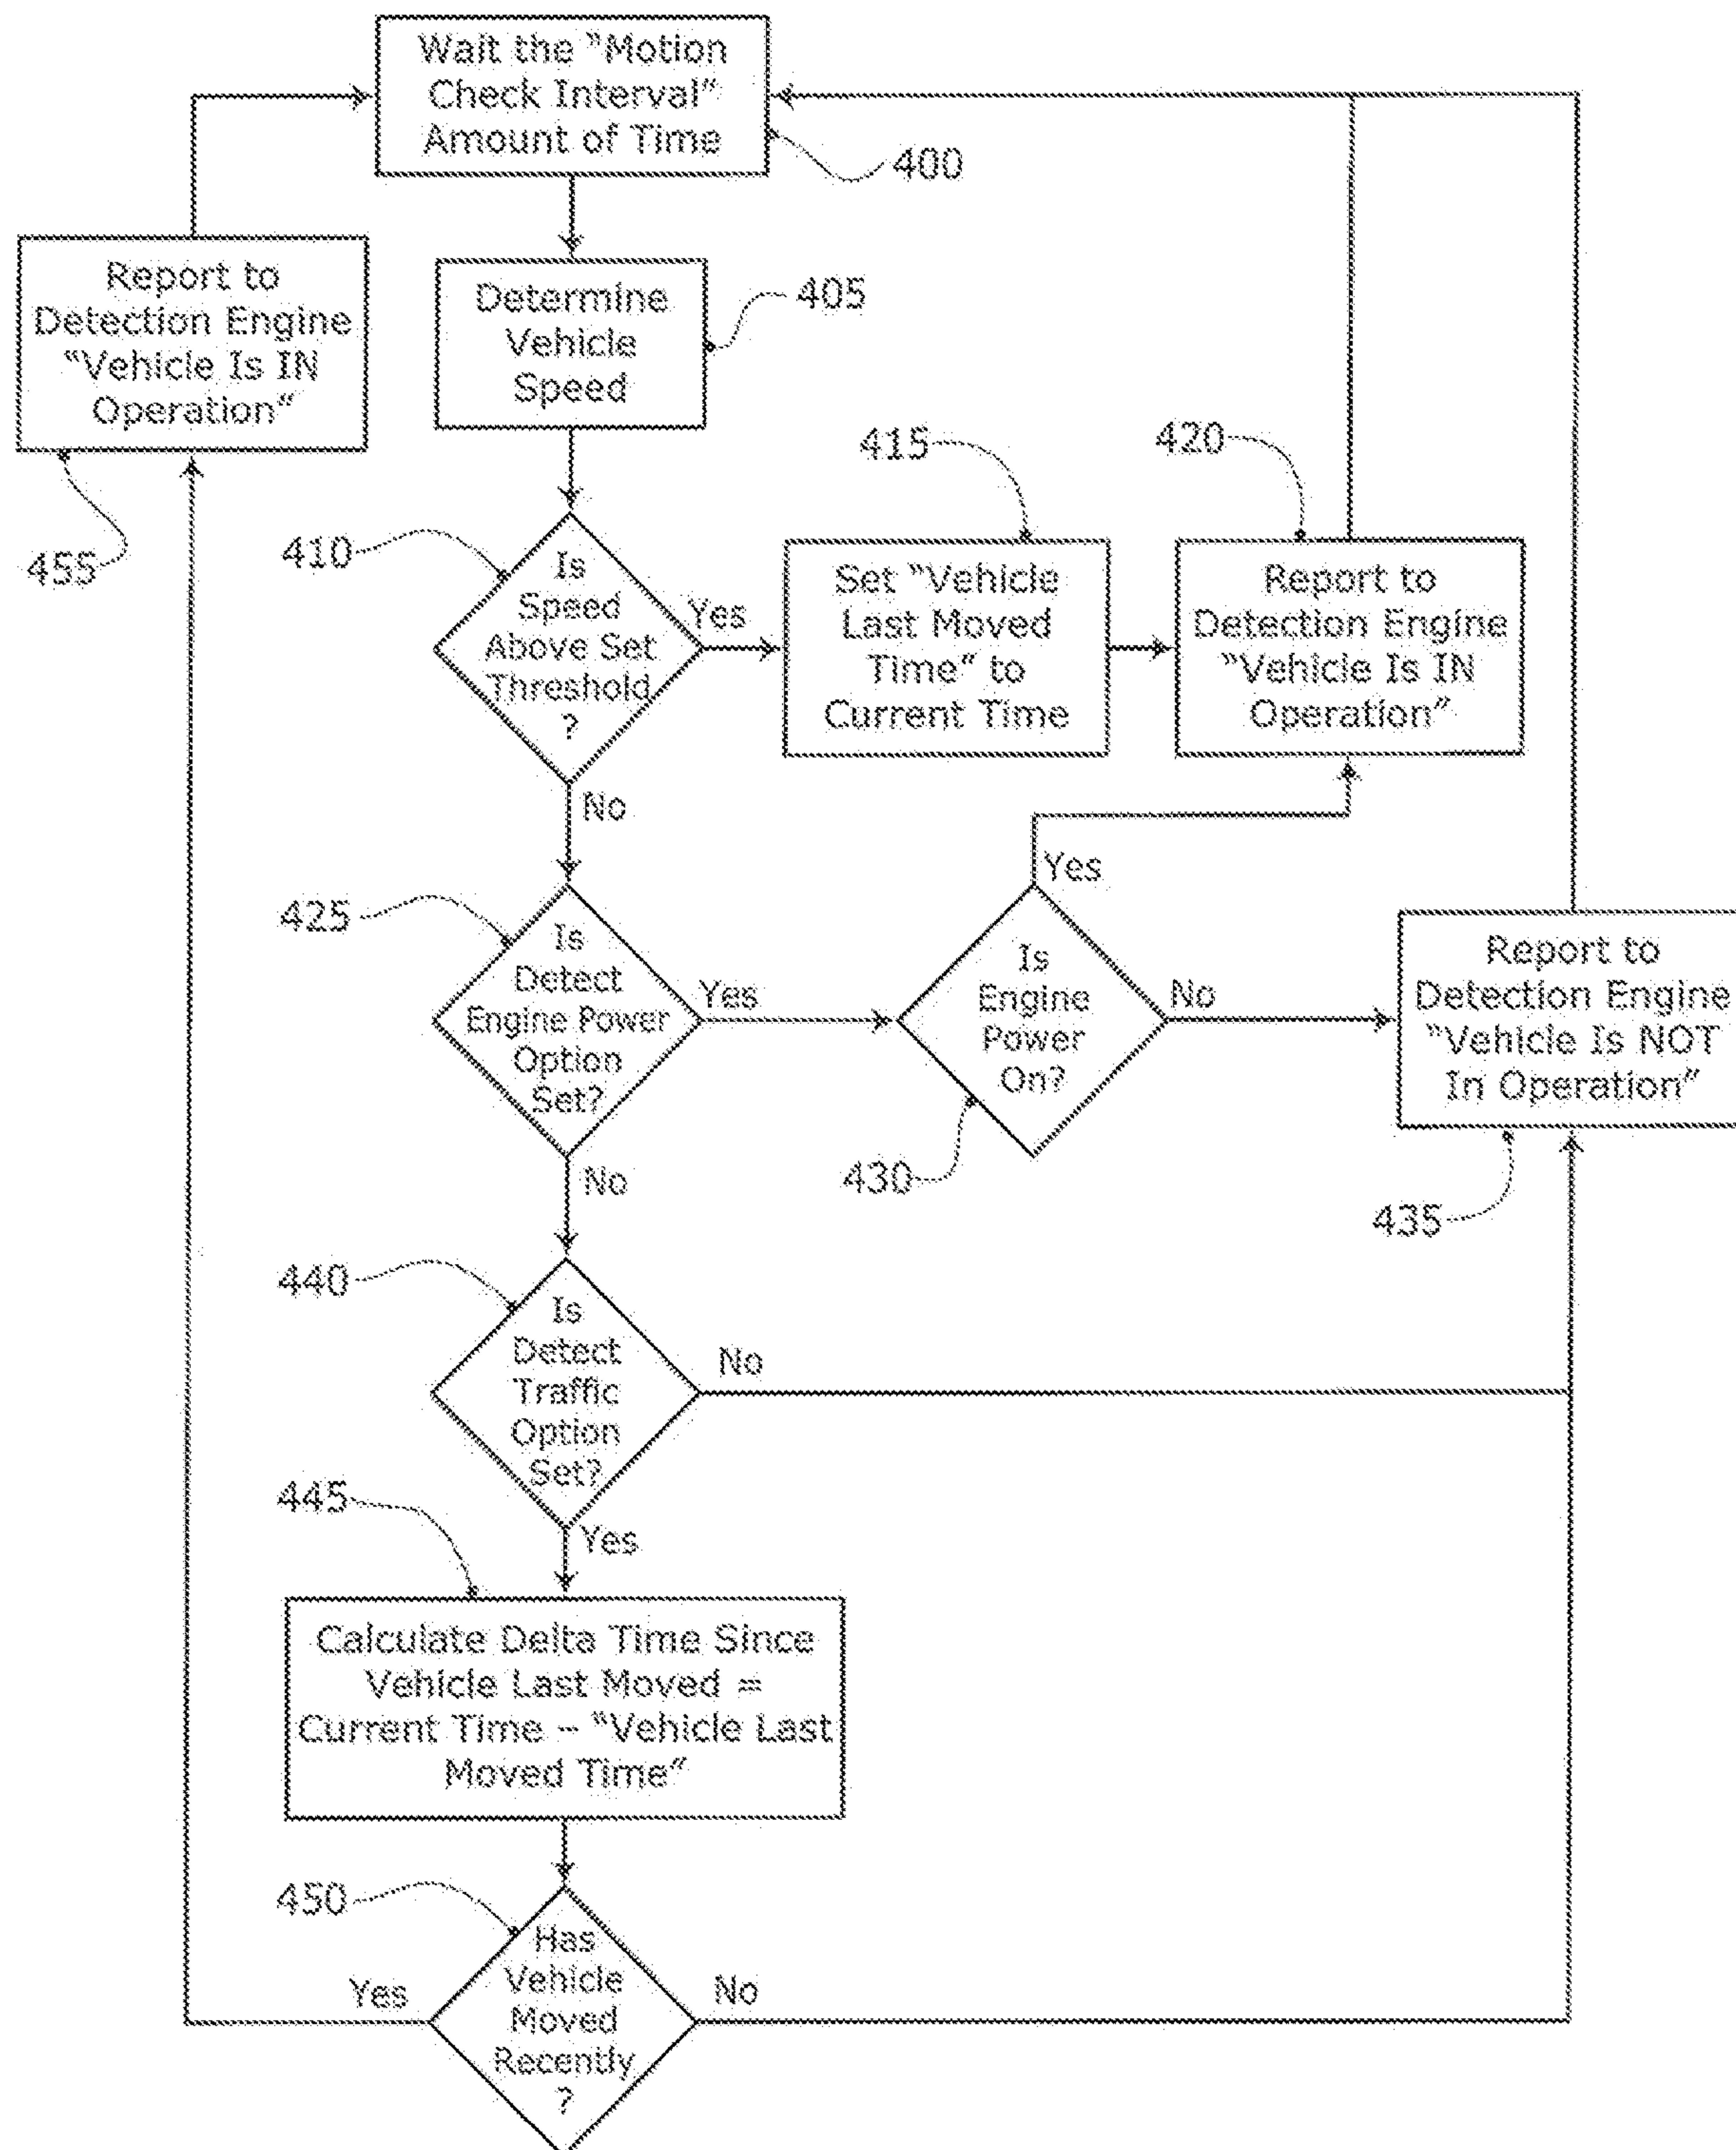 Wait the "Motion
Check Interval"
Amount of Time
400
Report to
Detection Engine
"Vehicle Is IN
Operation"
455
Determine
Vehicle
Speed
405
410
Is
Speed
Above Set
Threshold
?
Yes
No
415
Set "Vehicle
Last Moved
Time" to
Current Time
420
Report to
Detection Engine
"Vehicle Is IN
Operation"
425
Is
Detect
Engine Power
Option
Set?
Yes
No
Is
Engine
Power
On?
Yes
No
430
Report to
Detection Engine
"Vehicle Is NOT
In Operation"
435
440
Is
Detect
Traffic
Option
Set?
No
Yes
445
Calculate Delta Time Since
Vehicle Last Moved =
Current Time - "Vehicle Last
Moved Time"
450
Has
Vehicle
Moved
Recently
?
Yes
No